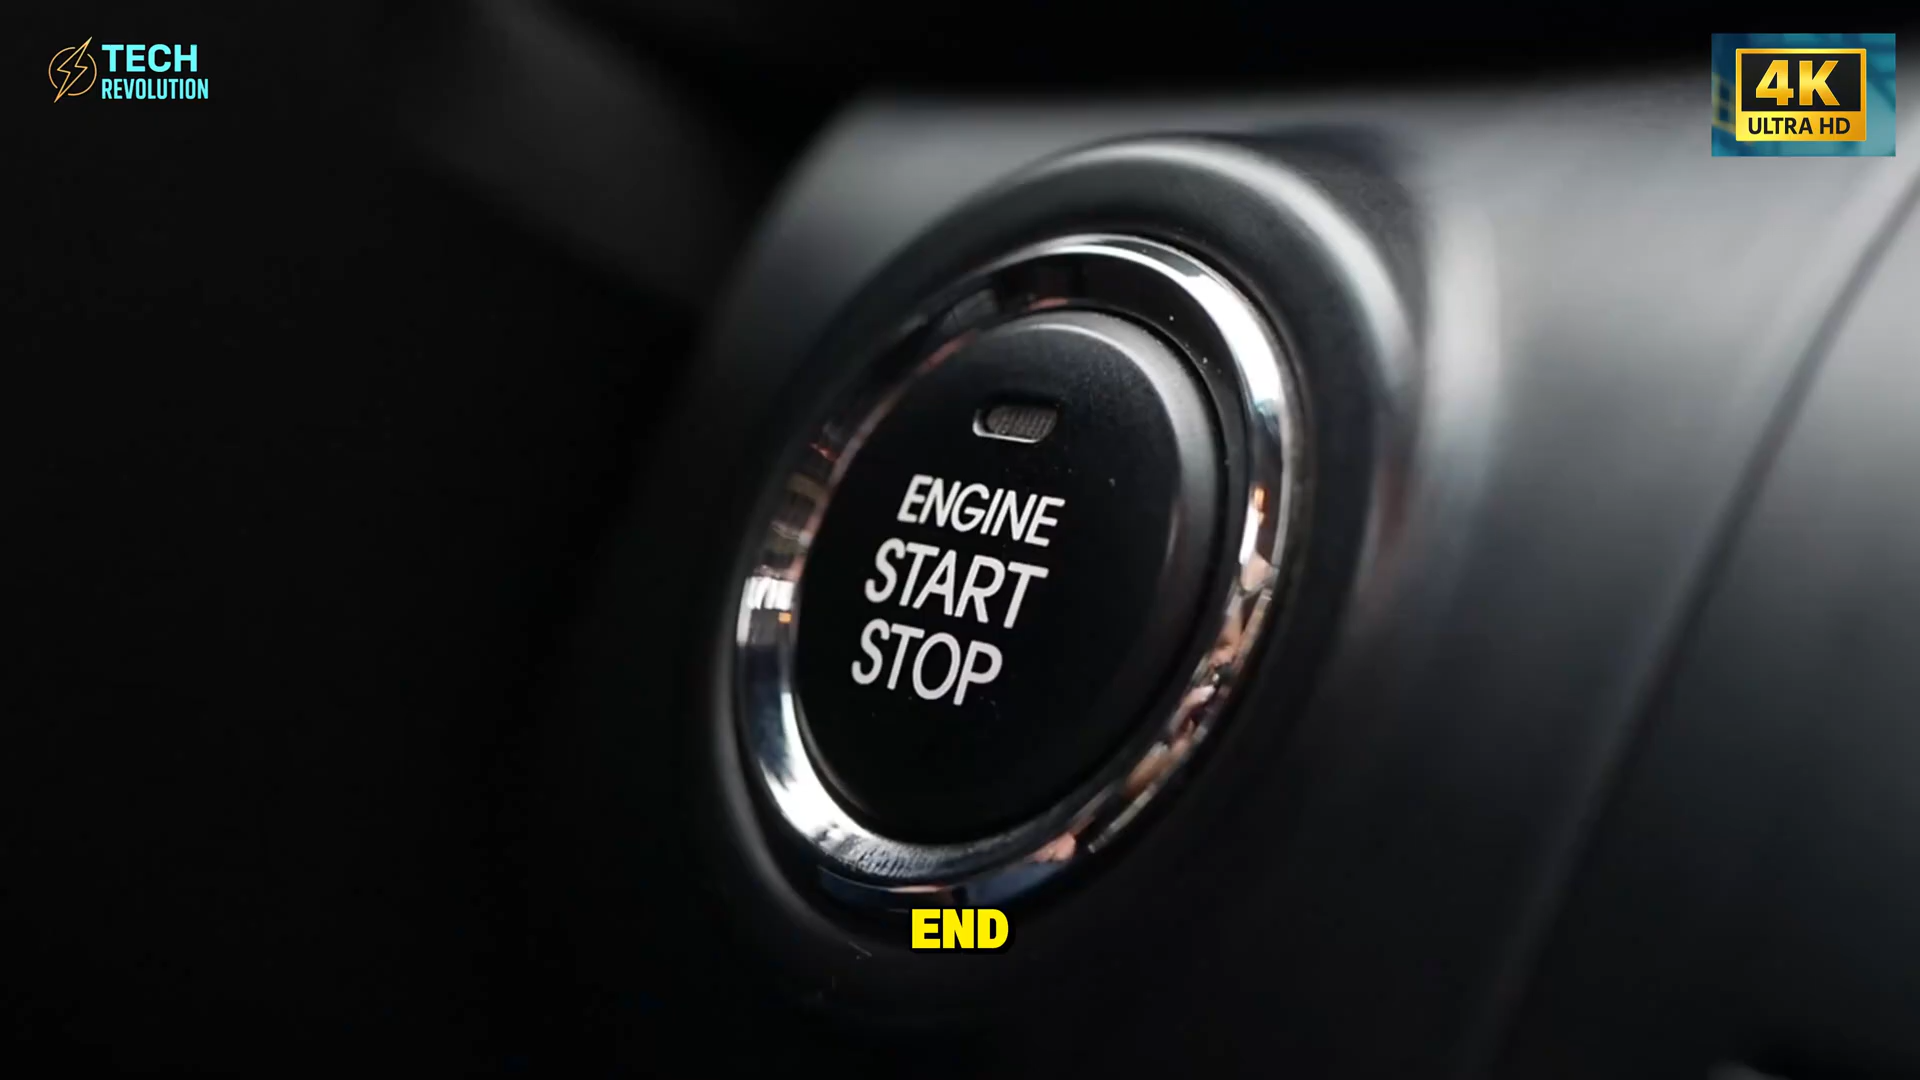 TECH
REVOLUTION
4K
ULTRA HD
ENGINE
START
STOP
END